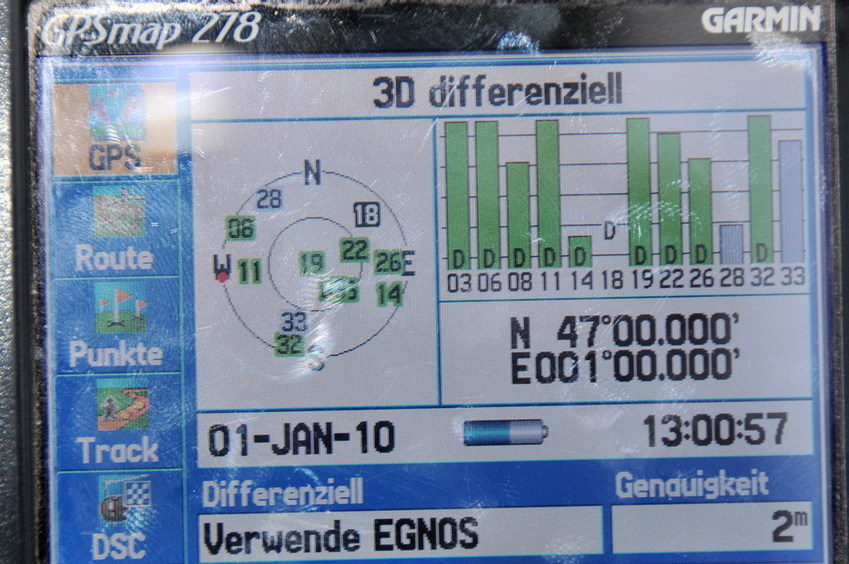 GPSmap 278
GARMIN
GPS
Route
Punkte
Track
DSC
3D differenziell
N
28
18
06
22
W
11
19
26
E
14
33
32
S
D D D D D D D D D D D
03 06 08 11 14 18 19 22 26 28 32 33
N 47°00.000'
E001°00.000'
01-JAN-10
13:00:57
Differenziell
Genauigkeit
Verwende EGNOS
2m